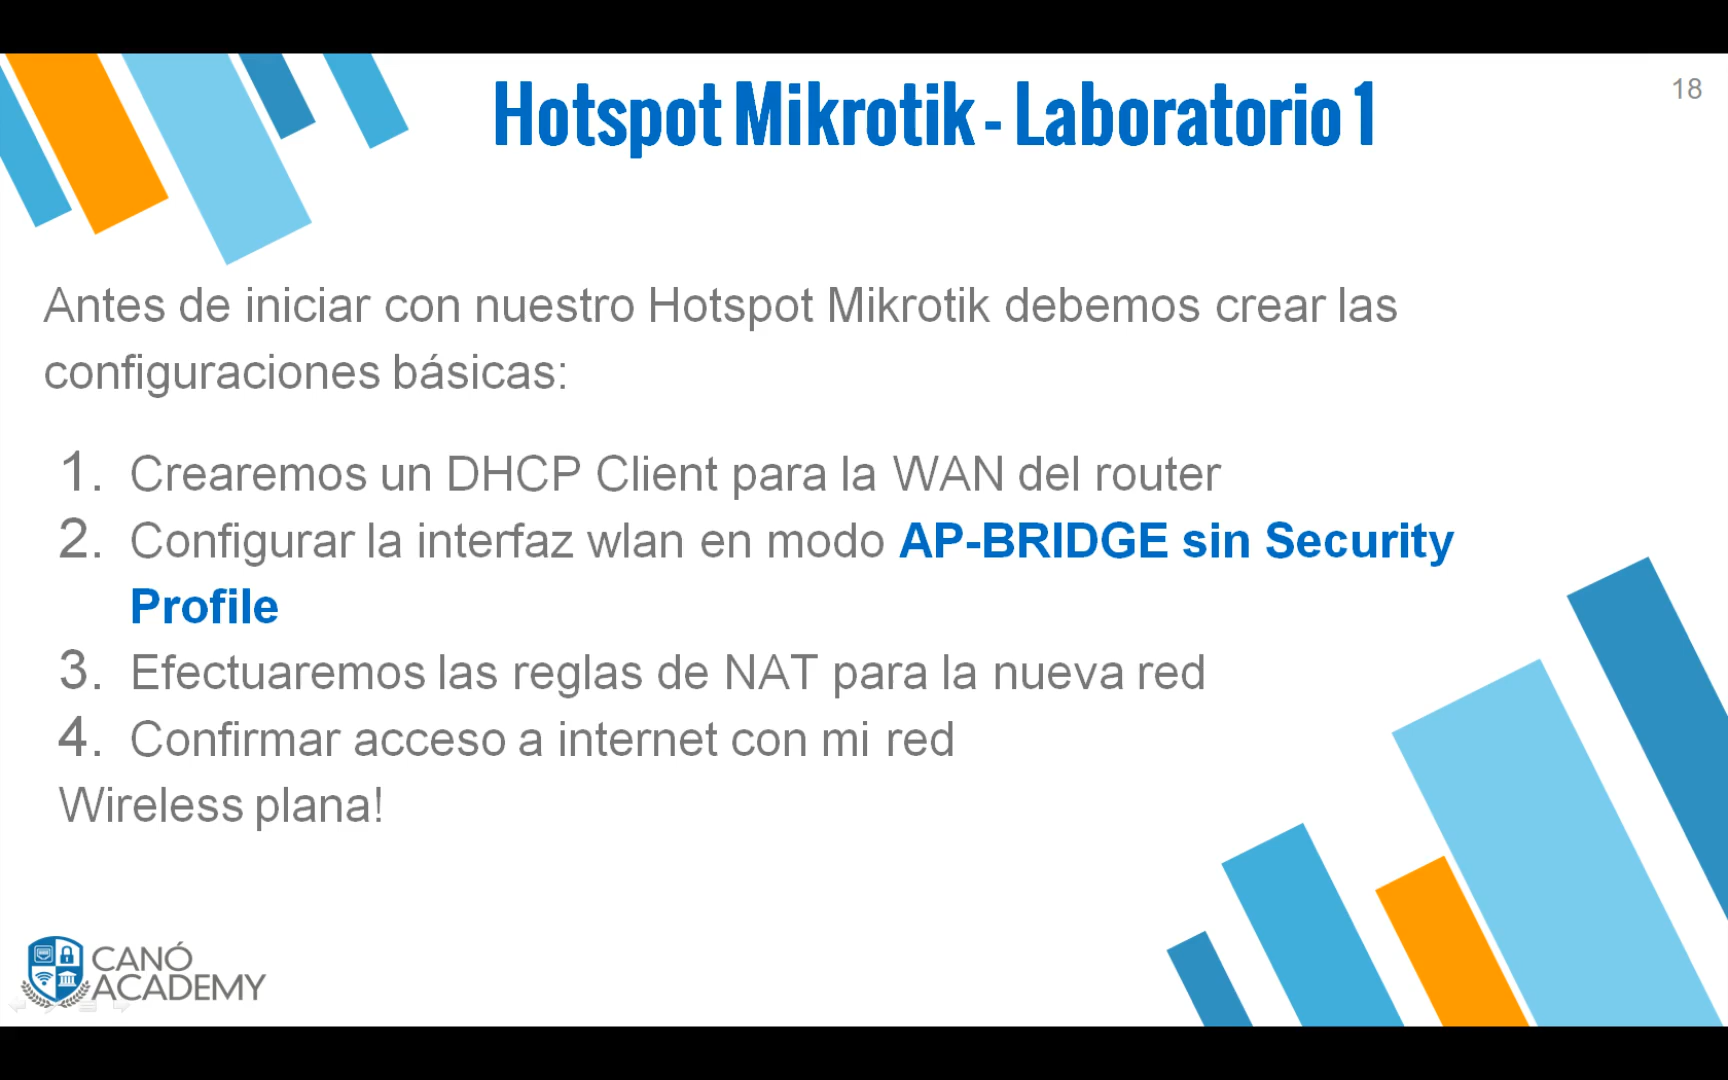 Hotspot Mikrotik - Laboratorio 1
18
Antes de iniciar con nuestro Hotspot Mikrotik debemos crear las
configuraciones básicas:
1. Crearemos un DHCP Client para la WAN del router
2. Configurar la interfaz wlan en modo AP-BRIDGE sin Security
Profile
3. Efectuaremos las reglas de NAT para la nueva red
4. Confirmar acceso a internet con mi red
Wireless plana!
CANÓ
ACADEMY